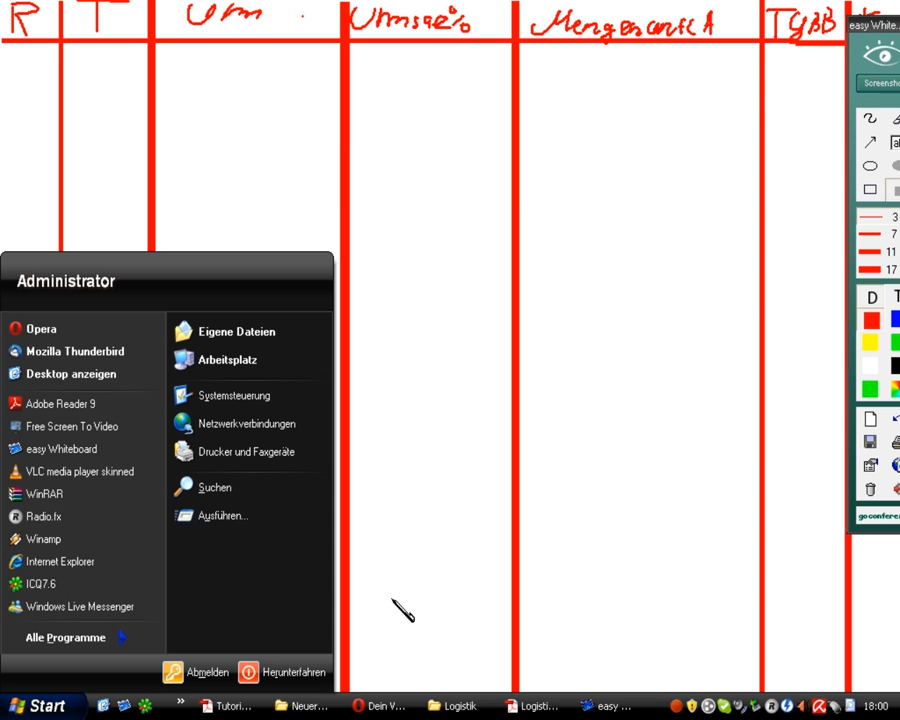 R T Um. Umsatz% Mengenanteil A TGBB
easy White...
Screensho
3
7
11
17
D T
goconfere
Administrator
Opera
Mozilla Thunderbird
Desktop anzeigen
Adobe Reader 9
Free Screen To Video
easy Whiteboard
VLC media player skinned
WinRAR
Radio.fx
Winamp
Internet Explorer
ICQ7.6
Windows Live Messenger
Alle Programme
Eigene Dateien
Arbeitsplatz
Systemsteuerung
Netzwerkverbindungen
Drucker und Faxgeräte
Suchen
Ausführen...
Abmelden Herunterfahren
Start » Tutori... Neuer... Dein V... Logistik Logisti... easy ... 18:00